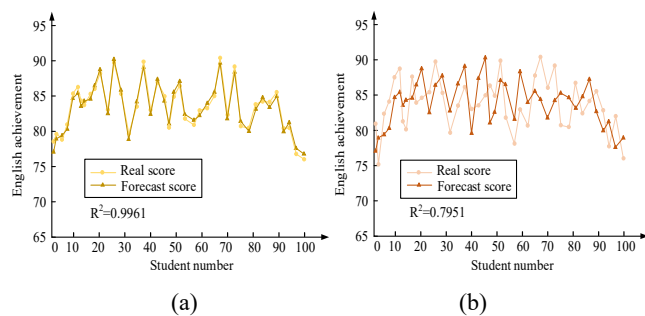 95
90
85
80
75
70
65
English achievement
Real score
Forecast score
R²=0.9961
0 10 20 30 40 50 60 70 80 90 100
Student number
(a)
95
90
85
80
75
70
65
English achievement
Real score
Forecast score
R²=0.7951
0 10 20 30 40 50 60 70 80 90 100
Student number
(b)